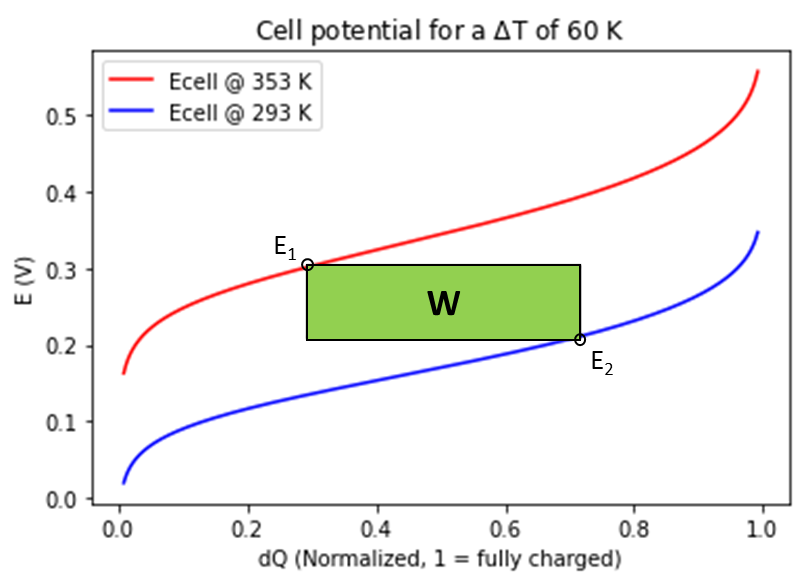 Cell potential for a ΔT of 60 K
Ecell @ 353 K
Ecell @ 293 K
E (V)
0.5
0.4
0.3
0.2
0.1
0.0
E₁
W
E₂
0.0 0.2 0.4 0.6 0.8 1.0
dQ (Normalized, 1 = fully charged)